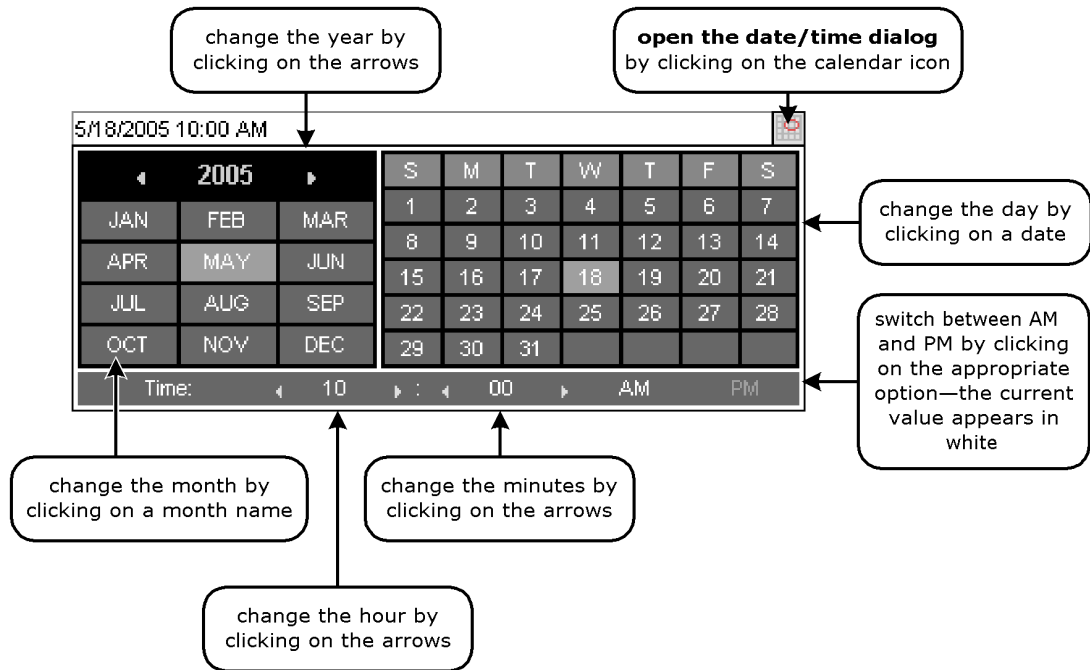 change the year by
clicking on the arrows
open the date/time dialog
by clicking on the calendar icon
5/18/2005 10:00 AM
2005
JAN FEB MAR
APR MAY JUN
JUL AUG SEP
OCT NOV DEC
S M T W T F S
1 2 3 4 5 6 7
8 9 10 11 12 13 14
15 16 17 18 19 20 21
22 23 24 25 26 27 28
29 30 31
Time: 10 : 00 AM PM
change the day by
clicking on a date
switch between AM
and PM by clicking
on the appropriate
option—the current
value appears in
white
change the month by
clicking on a month name
change the minutes by
clicking on the arrows
change the hour by
clicking on the arrows